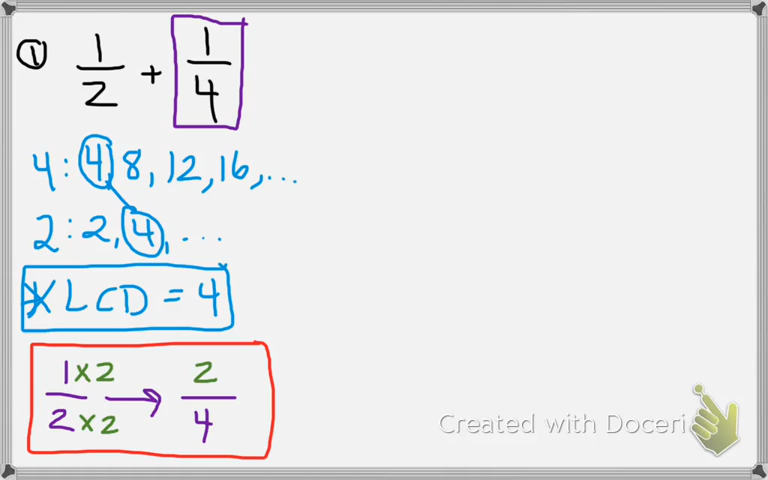 ① 1/2 + 1/4
4: 4, 8, 12, 16, ...
2: 2, 4, ...
* LCD = 4
1 x 2 / 2 x 2 → 2/4
Created with Doceri